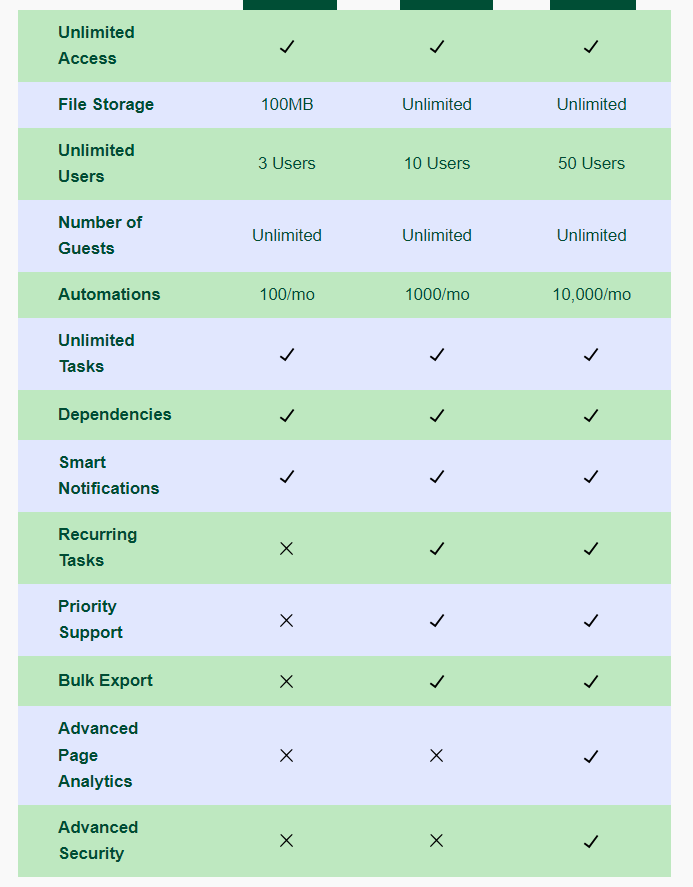 Unlimited
Access
✓ ✓ ✓
File Storage 100MB Unlimited Unlimited
Unlimited
Users
3 Users 10 Users 50 Users
Number of
Guests
Unlimited Unlimited Unlimited
Automations 100/mo 1000/mo 10,000/mo
Unlimited
Tasks
✓ ✓ ✓
Dependencies ✓ ✓ ✓
Smart
Notifications
✓ ✓ ✓
Recurring
Tasks
✕ ✓ ✓
Priority
Support
✕ ✓ ✓
Bulk Export ✕ ✓ ✓
Advanced
Page
Analytics
✕ ✕ ✓
Advanced
Security
✕ ✕ ✓